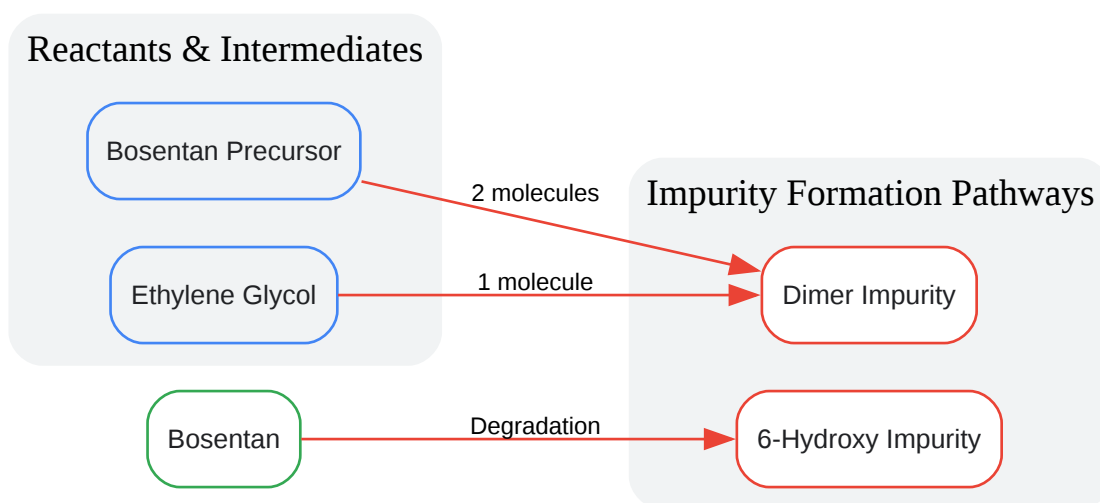 Reactants & Intermediates
Bosentan Precursor
2 molecules
Impurity Formation Pathways
Ethylene Glycol
1 molecule
Dimer Impurity
Bosentan
Degradation
6-Hydroxy Impurity